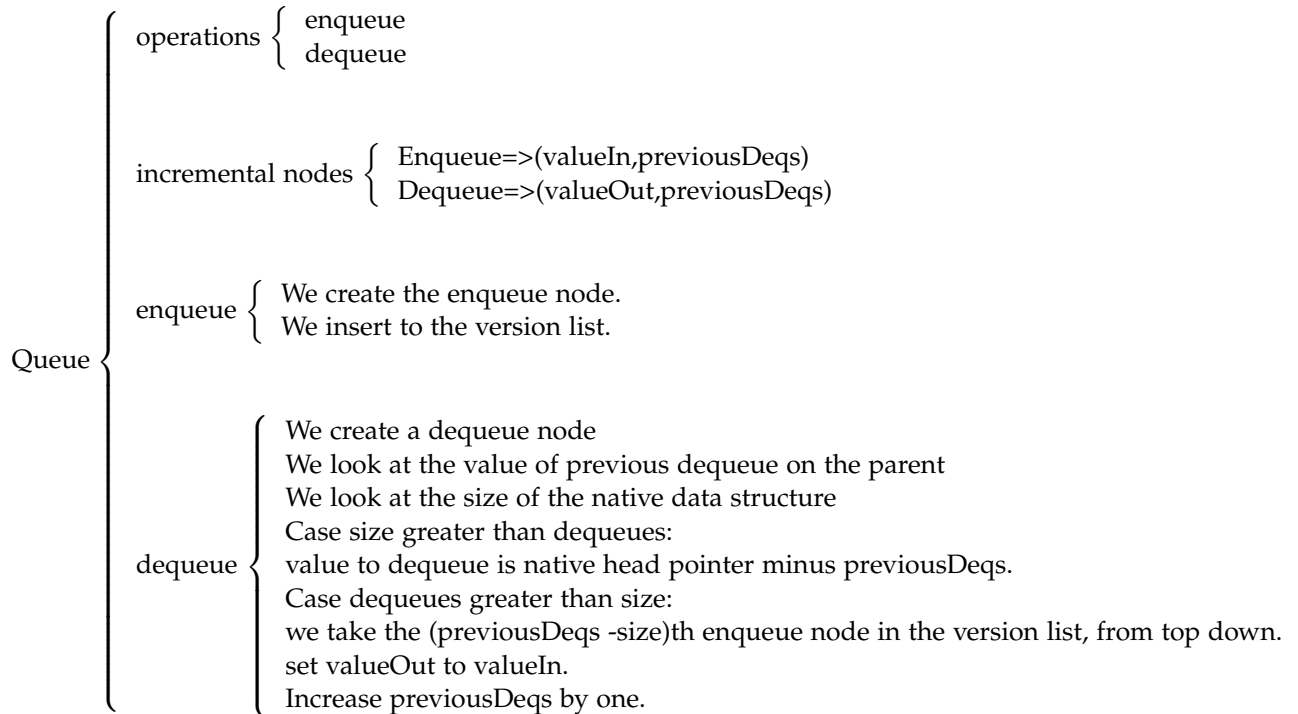 Queue
operations
enqueue
dequeue
incremental nodes
Enqueue=>(valueIn,previousDeqs)
Dequeue=>(valueOut,previousDeqs)
enqueue
We create the enqueue node.
We insert to the version list.
dequeue
We create a dequeue node
We look at the value of previous dequeue on the parent
We look at the size of the native data structure
Case size greater than dequeues:
value to dequeue is native head pointer minus previousDeqs.
Case dequeues greater than size:
we take the (previousDeqs -size)th enqueue node in the version list, from top down.
set valueOut to valueIn.
Increase previousDeqs by one.